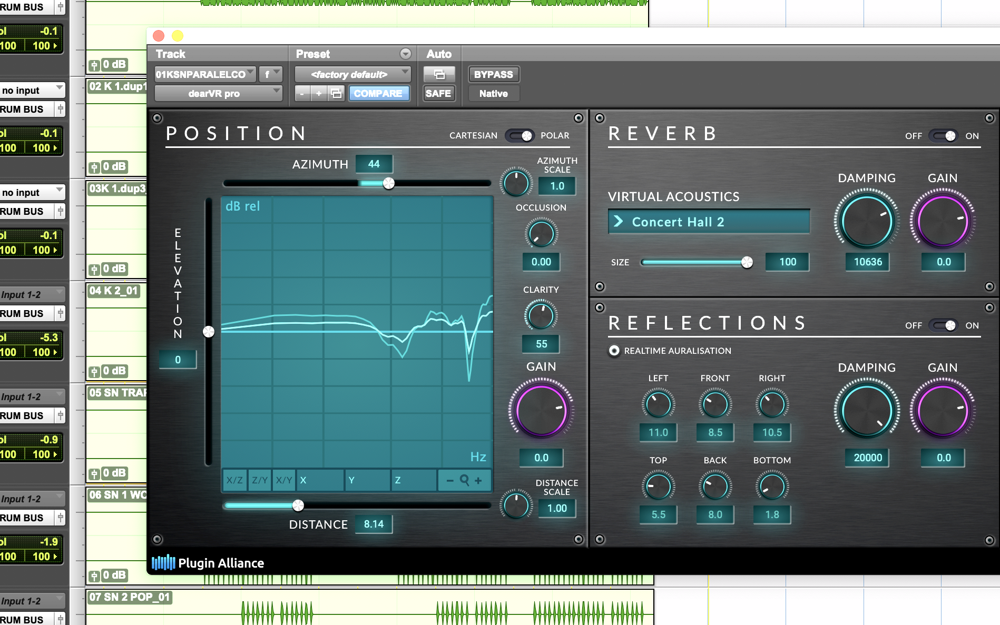 RUM BUS
ol -0.1
100 100
0 dB
no input
RUM BUS
ol -0.1
100 100
02 K 1.dup1
0 dB
no input
RUM BUS
ol -0.1
100 100
03K 1.dup3_
0 dB
Input 1-2
RUM BUS
ol -5.3
100 100
04 K 2_01
0 dB
Input 1-2
RUM BUS
ol -0.9
100 100
05 SN TRAP
0 dB
Input 1-2
RUM BUS
ol -1.9
100 100
06 SN 1 WO
0 dB
Input 1-2
RUM BUS
07 SN 2 POP_01
Track
Preset
Auto
01KSNPARALELCO f
<factory default>
BYPASS
dearVR pro
- +
COMPARE
SAFE
Native
POSITION
CARTESIAN
POLAR
AZIMUTH 44
AZIMUTH
SCALE
1.0
dB rel
OCCLUSION
0.00
ELEVATION
0
CLARITY
55
GAIN
0.0
Hz
X/Z Z/Y X/Y X Y Z - +
DISTANCE
SCALE
1.00
DISTANCE 8.14
REVERB
OFF ON
VIRTUAL ACOUSTICS
Concert Hall 2
SIZE 100
DAMPING
10636
GAIN
0.0
REFLECTIONS
OFF ON
REALTIME AURALISATION
LEFT FRONT RIGHT
11.0 8.5 10.5
TOP BACK BOTTOM
5.5 8.0 1.8
DAMPING
20000
GAIN
0.0
Plugin Alliance